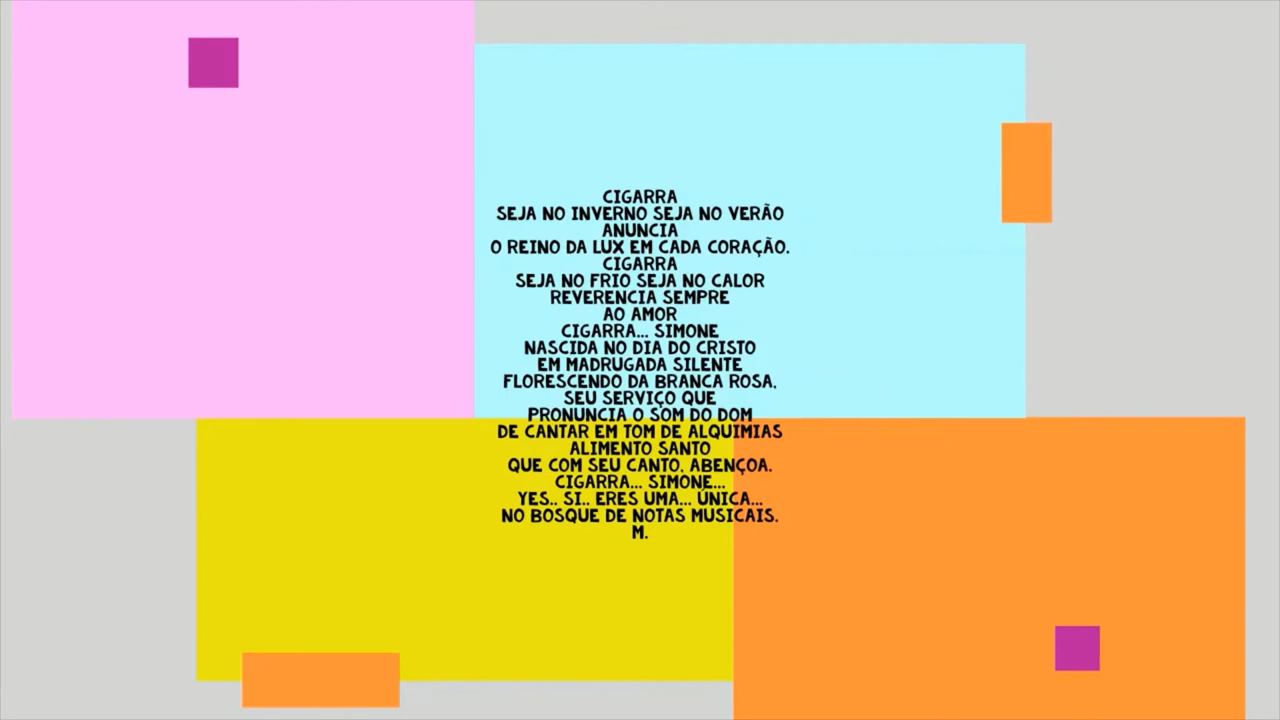 CIGARRA
SEJA NO INVERNO SEJA NO VERÃO
ANUNCIA
O REINO DA LUX EM CADA CORAÇÃO.
CIGARRA
SEJA NO FRIO SEJA NO CALOR
REVERENCIA SEMPRE
AO AMOR
CIGARRA... SIMONE
NASCIDA NO DIA DO CRISTO
EM MADRUGADA SILENTE
FLORESCENDO DA BRANCA ROSA,
SEU SERVIÇO QUE
PRONUNCIA O SOM DO DOM
DE CANTAR EM TOM DE ALQUIMIAS
ALIMENTO SANTO
QUE COM SEU CANTO, ABENÇOA.
CIGARRA... SIMONE...
YES.. SI.. ERES UMA... ÚNICA...
NO BOSQUE DE NOTAS MUSICAIS.
M.